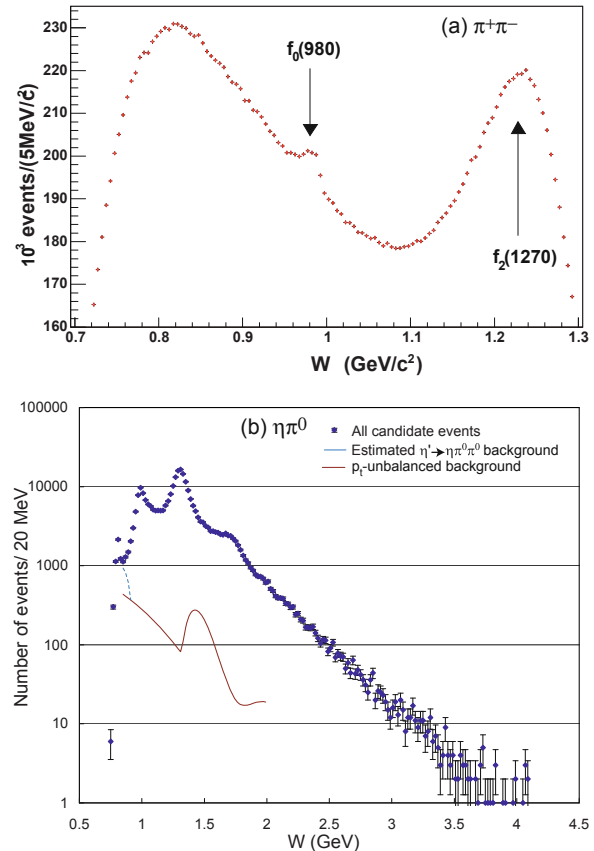 (a) π⁺π⁻
f₀(980)
f₂(1270)
10³ events/(5MeV/c²)
230
220
210
200
190
180
170
160
0.7 0.8 0.9 1 1.1 1.2 1.3
W (GeV/c²)
(b) ηπ⁰
All candidate events
Estimated η'→ηπ⁰π⁰ background
pₜ-unbalanced background
Number of events/ 20 MeV
100000
10000
1000
100
10
1
0.5 1 1.5 2 2.5 3 3.5 4 4.5
W (GeV)